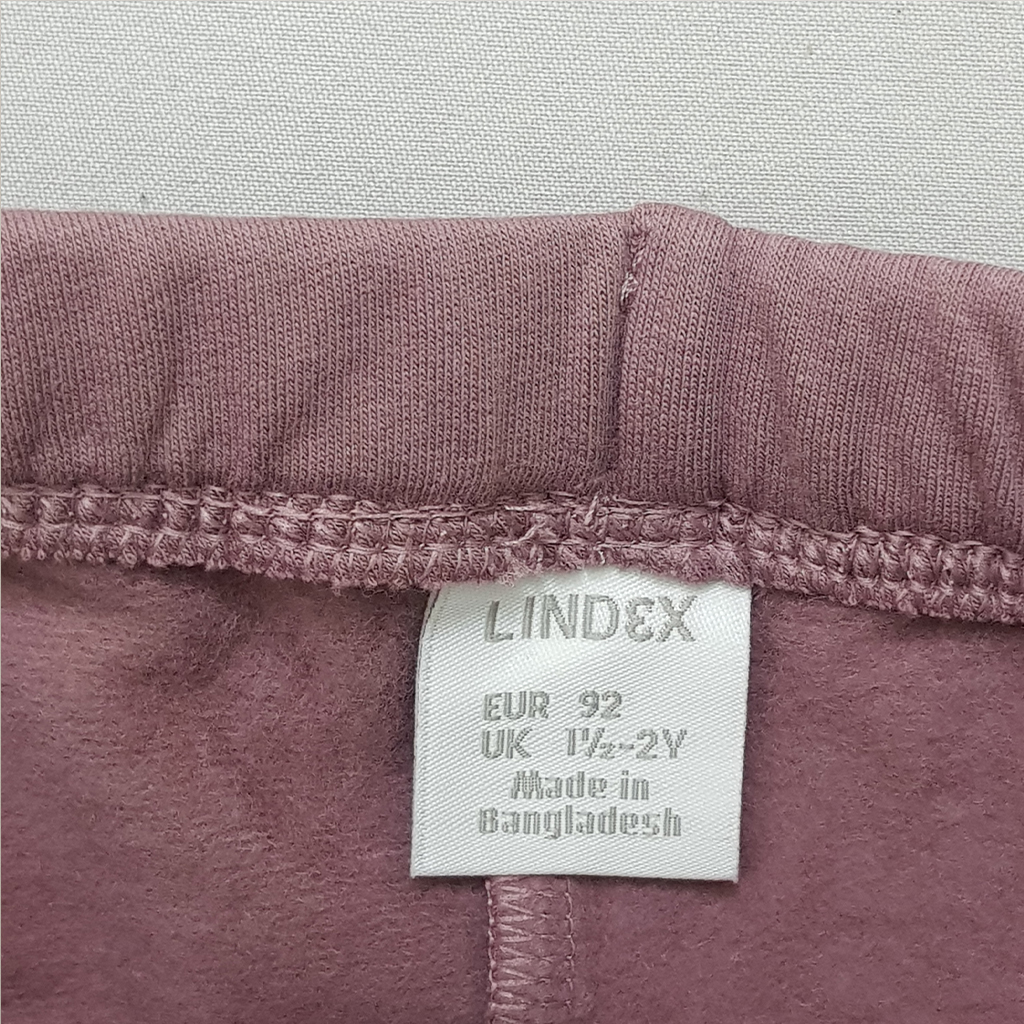 LINDEX
EUR 92
UK 1½-2Y
Made in
Bangladesh